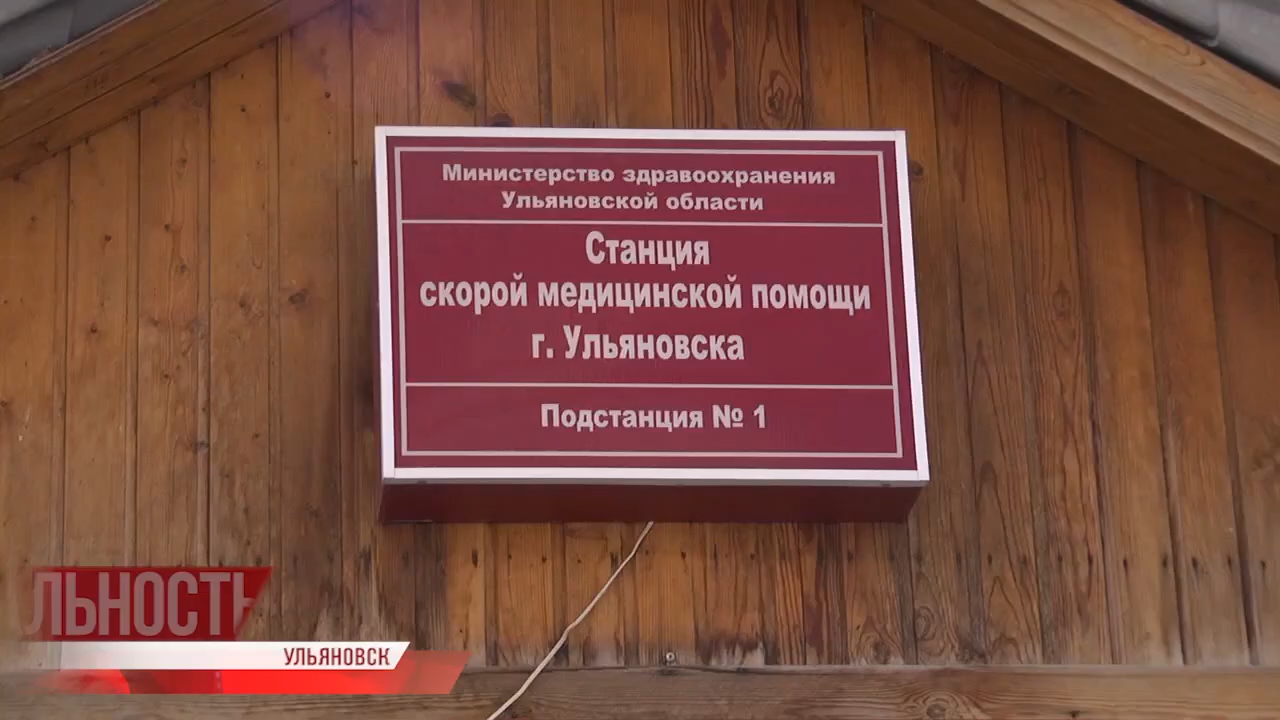 Министерство здравоохранения
Ульяновской области
Станция
скорой медицинской помощи
г. Ульяновска
Подстанция № 1
ЛЬНОСТЬ
УЛЬЯНОВСК